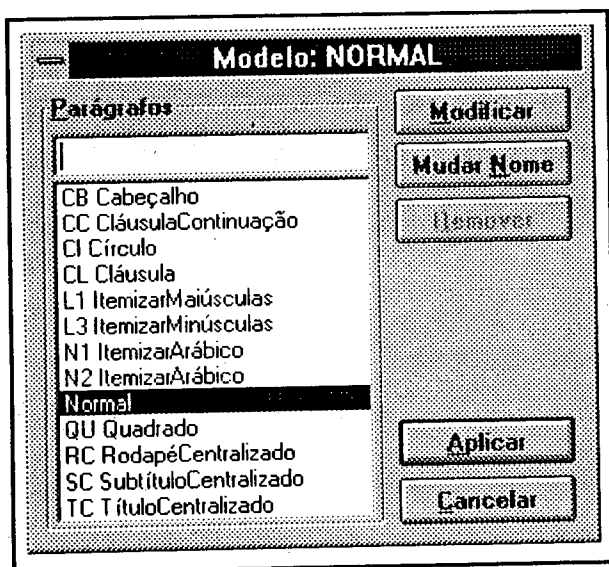 Modelo: NORMAL
Parágrafos
CB Cabeçalho
CC CláusulaContinuação
CI Círculo
CL Cláusula
L1 ItemizarMaiúsculas
L3 ItemizarMinúsculas
N1 ItemizarArábico
N2 ItemizarArábico
Normal
QU Quadrado
RC RodapéCentralizado
SC SubtítuloCentralizado
TC TítuloCentralizado
Modificar
Mudar Nome
Remover
Aplicar
Cancelar